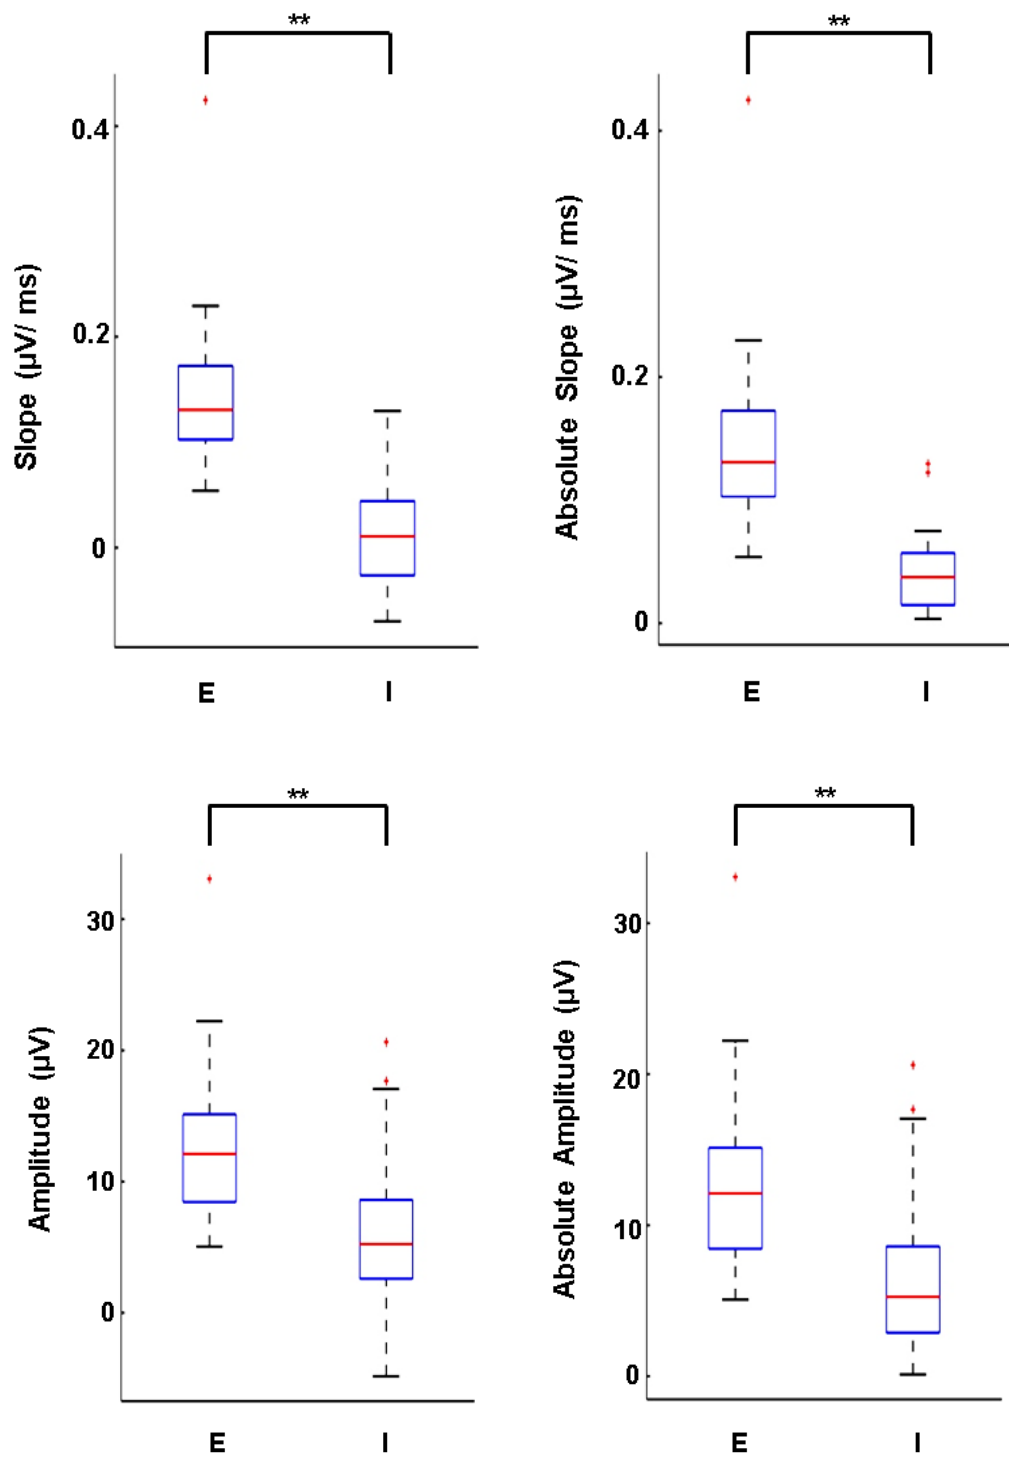 **
0.4
0.2
0
Slope (µV/ ms)
E I
**
0.4
0.2
0
Absolute Slope (µV/ ms)
E I
**
30
20
10
0
Amplitude (µV)
E I
**
30
20
10
0
Absolute Amplitude (µV)
E I